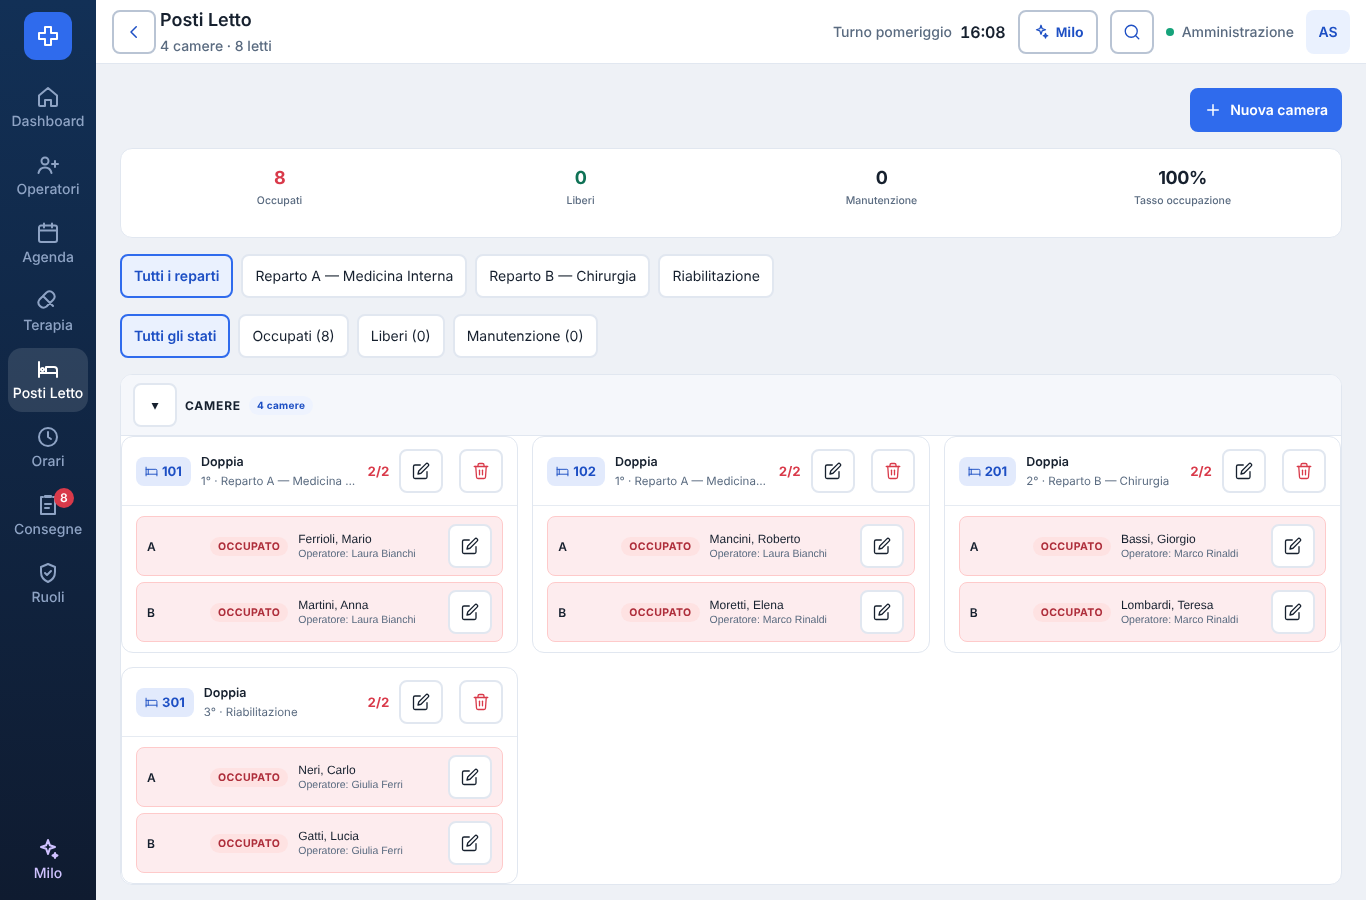 Posti Letto
4 camere · 8 letti
Turno pomeriggio 16:08
Milo
Amministrazione
AS
Dashboard
Operatori
Agenda
Terapia
Posti Letto
Orari
8
Consegne
Ruoli
Milo
+ Nuova camera
8
Occupati
0
Liberi
0
Manutenzione
100%
Tasso occupazione
Tutti i reparti
Reparto A — Medicina Interna
Reparto B — Chirurgia
Riabilitazione
Tutti gli stati
Occupati (8)
Liberi (0)
Manutenzione (0)
▼ CAMERE 4 camere
101
Doppia
1° · Reparto A — Medicina ...
2/2
A OCCUPATO Ferrioli, Mario
Operatore: Laura Bianchi
B OCCUPATO Martini, Anna
Operatore: Laura Bianchi
102
Doppia
1° · Reparto A — Medicina...
2/2
A OCCUPATO Mancini, Roberto
Operatore: Laura Bianchi
B OCCUPATO Moretti, Elena
Operatore: Marco Rinaldi
201
Doppia
2° · Reparto B — Chirurgia
2/2
A OCCUPATO Bassi, Giorgio
Operatore: Marco Rinaldi
B OCCUPATO Lombardi, Teresa
Operatore: Marco Rinaldi
301
Doppia
3° · Riabilitazione
2/2
A OCCUPATO Neri, Carlo
Operatore: Giulia Ferri
B OCCUPATO Gatti, Lucia
Operatore: Giulia Ferri